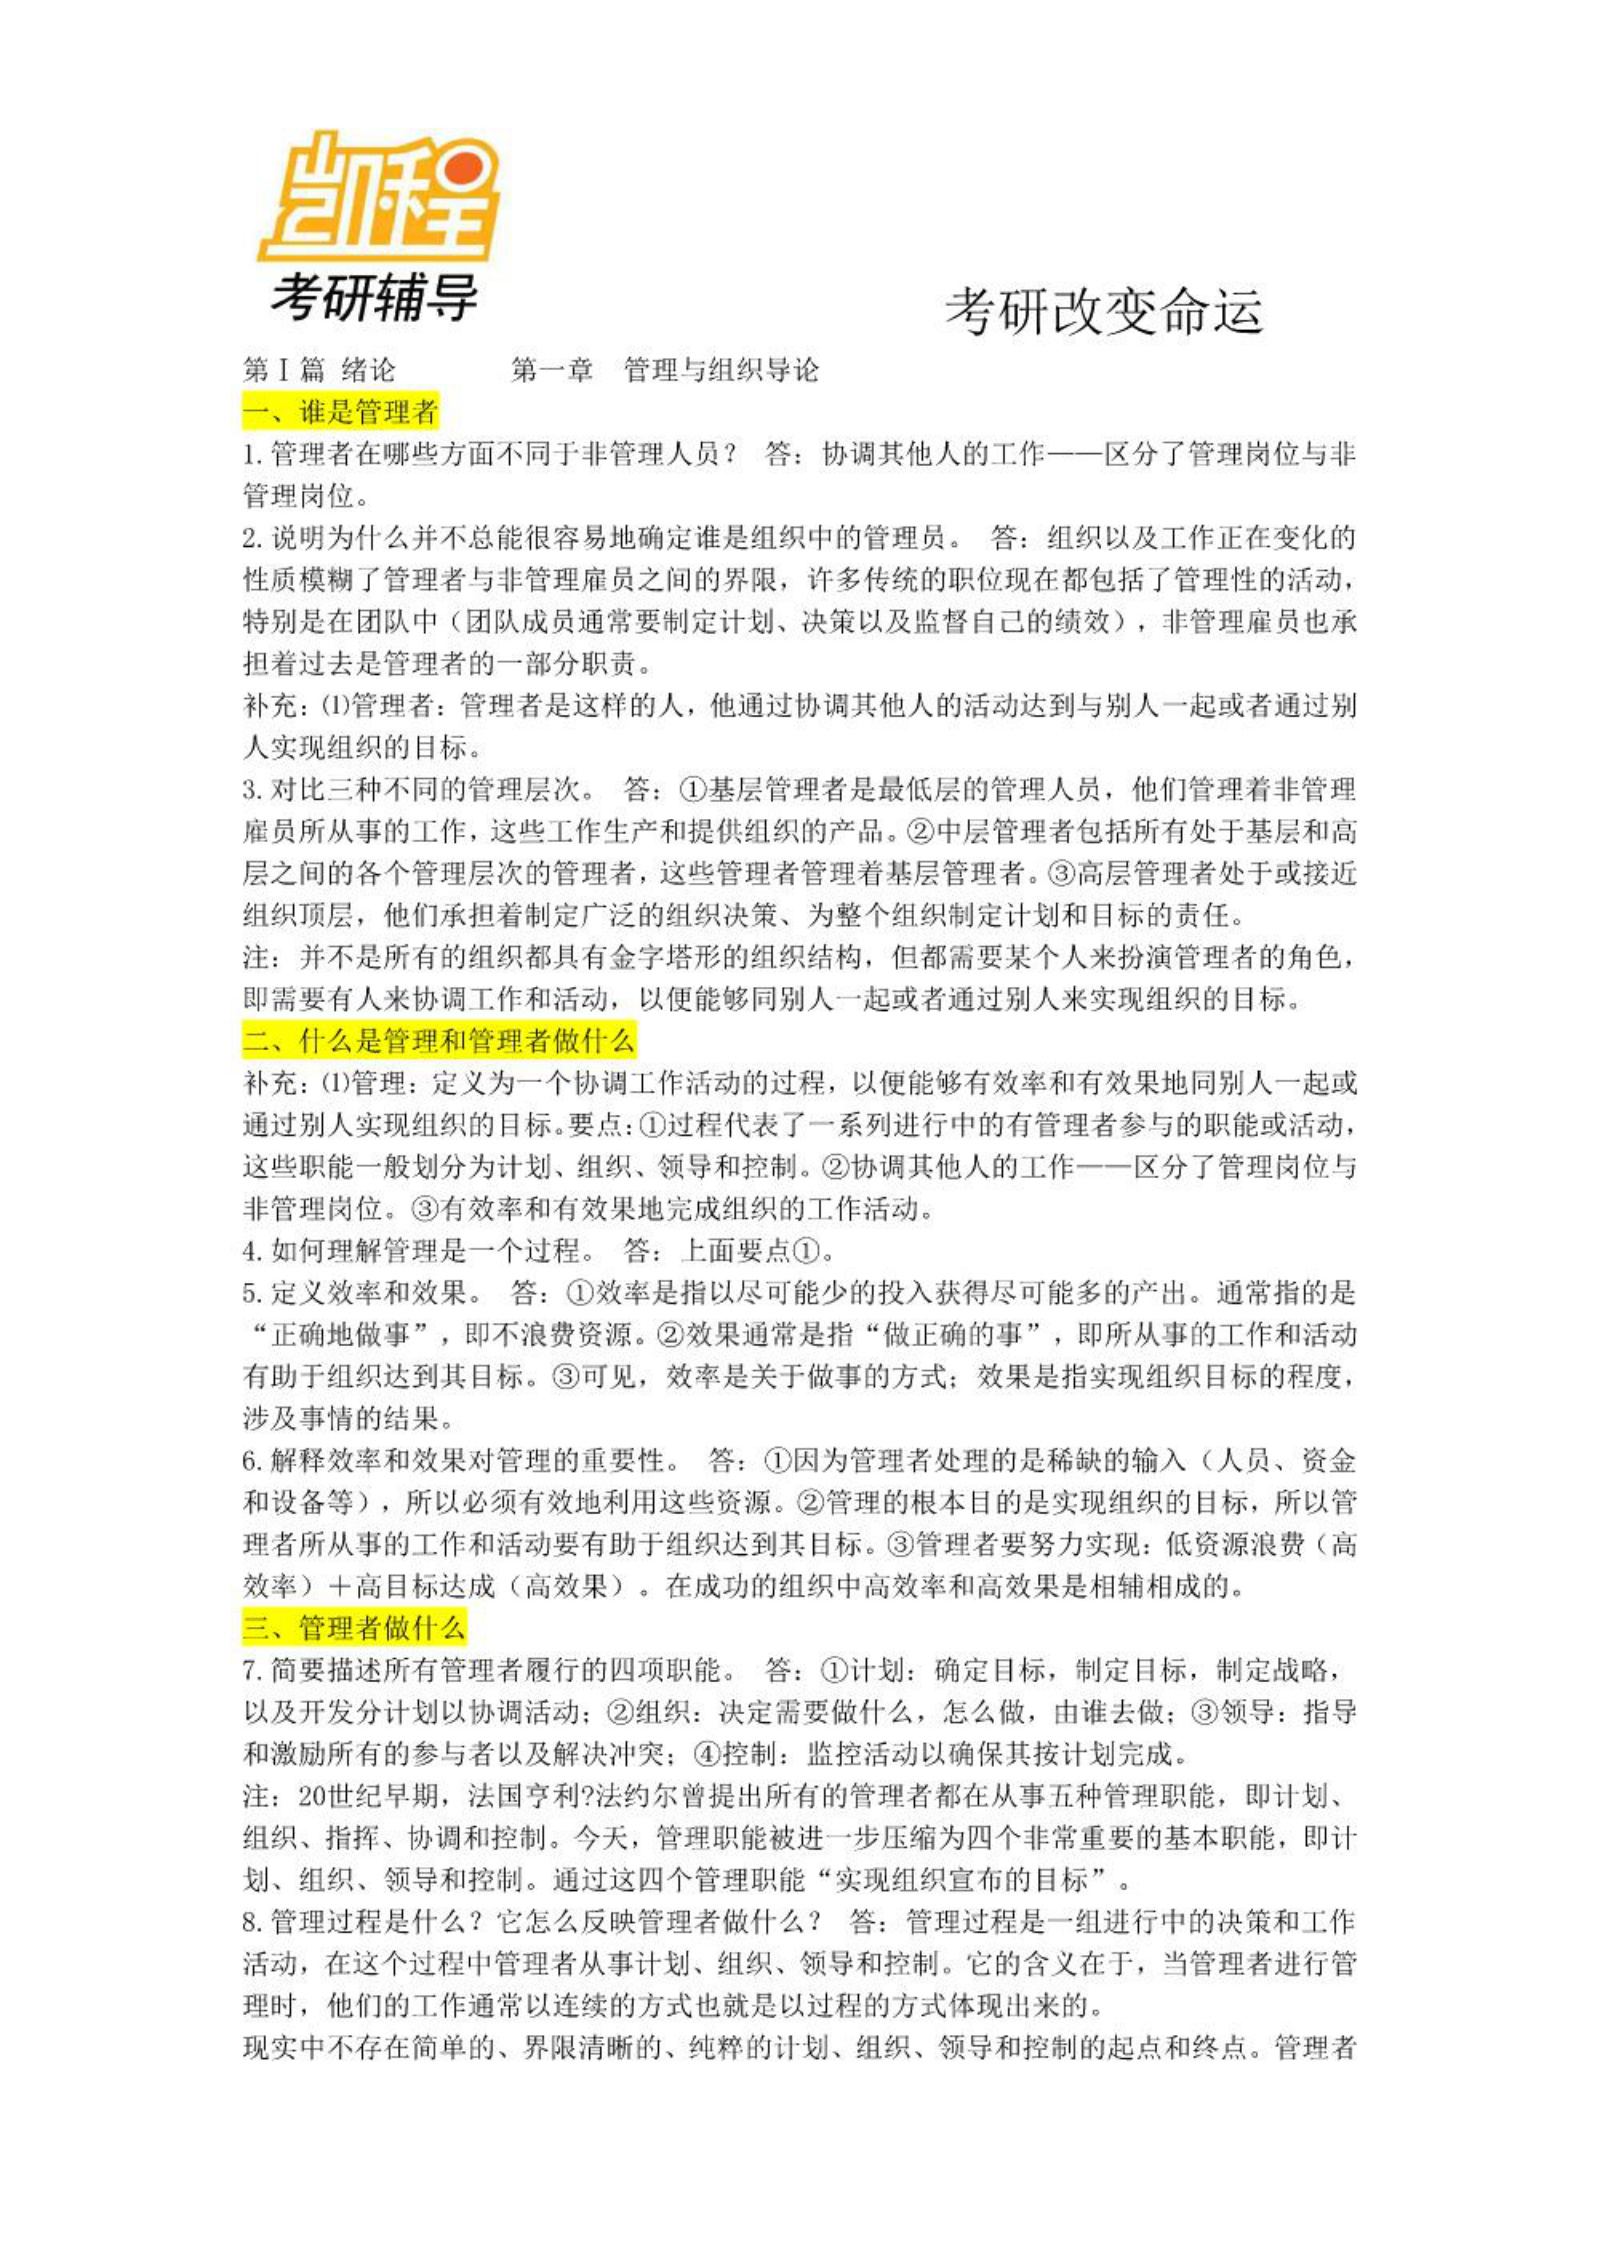 凯程
考研辅导
考研改变命运
第Ⅰ篇 绪论 第一章 管理与组织导论
一、谁是管理者
1.管理者在哪些方面不同于非管理人员？ 答：协调其他人的工作——区分了管理岗位与非
管理岗位。
2.说明为什么并不总能很容易地确定谁是组织中的管理员。 答：组织以及工作正在变化的
性质模糊了管理者与非管理雇员之间的界限，许多传统的职位现在都包括了管理性的活动，
特别是在团队中（团队成员通常要制定计划、决策以及监督自己的绩效），非管理雇员也承
担着过去是管理者的一部分职责。
补充：⑴管理者：管理者是这样的人，他通过协调其他人的活动达到与别人一起或者通过别
人实现组织的目标。
3.对比三种不同的管理层次。 答：①基层管理者是最低层的管理人员，他们管理着非管理
雇员所从事的工作，这些工作生产和提供组织的产品。②中层管理者包括所有处于基层和高
层之间的各个管理层次的管理者，这些管理者管理着基层管理者。③高层管理者处于或接近
组织顶层，他们承担着制定广泛的组织决策、为整个组织制定计划和目标的责任。
注：并不是所有的组织都具有金字塔形的组织结构，但都需要某个人来扮演管理者的角色，
即需要有人来协调工作和活动，以便能够同别人一起或者通过别人来实现组织的目标。
二、什么是管理和管理者做什么
补充：⑴管理：定义为一个协调工作活动的过程，以便能够有效率和有效果地同别人一起或
通过别人实现组织的目标。要点：①过程代表了一系列进行中的有管理者参与的职能或活动，
这些职能一般划分为计划、组织、领导和控制。②协调其他人的工作——区分了管理岗位与
非管理岗位。③有效率和有效果地完成组织的工作活动。
4.如何理解管理是一个过程。 答：上面要点①。
5.定义效率和效果。 答：①效率是指以尽可能少的投入获得尽可能多的产出。通常指的是
“正确地做事”，即不浪费资源。②效果通常是指“做正确的事”，即所从事的工作和活动
有助于组织达到其目标。③可见，效率是关于做事的方式；效果是指实现组织目标的程度，
涉及事情的结果。
6.解释效率和效果对管理的重要性。 答：①因为管理者处理的是稀缺的输入（人员、资金
和设备等），所以必须有效地利用这些资源。②管理的根本目的是实现组织的目标，所以管
理者所从事的工作和活动要有助于组织达到其目标。③管理者要努力实现：低资源浪费（高
效率）＋高目标达成（高效果）。在成功的组织中高效率和高效果是相辅相成的。
三、管理者做什么
7.简要描述所有管理者履行的四项职能。 答：①计划：确定目标，制定目标，制定战略，
以及开发分计划以协调活动；②组织：决定需要做什么，怎么做，由谁去做；③领导：指导
和激励所有的参与者以及解决冲突；④控制：监控活动以确保其按计划完成。
注：20世纪早期，法国亨利?法约尔曾提出所有的管理者都在从事五种管理职能，即计划、
组织、指挥、协调和控制。今天，管理职能被进一步压缩为四个非常重要的基本职能，即计
划、组织、领导和控制。通过这四个管理职能“实现组织宣布的目标”。
8.管理过程是什么？它怎么反映管理者做什么？ 答：管理过程是一组进行中的决策和工作
活动，在这个过程中管理者从事计划、组织、领导和控制。它的含义在于，当管理者进行管
理时，他们的工作通常以连续的方式也就是以过程的方式体现出来的。
现实中不存在简单的、界限清晰的、纯粹的计划、组织、领导和控制的起点和终点。管理者